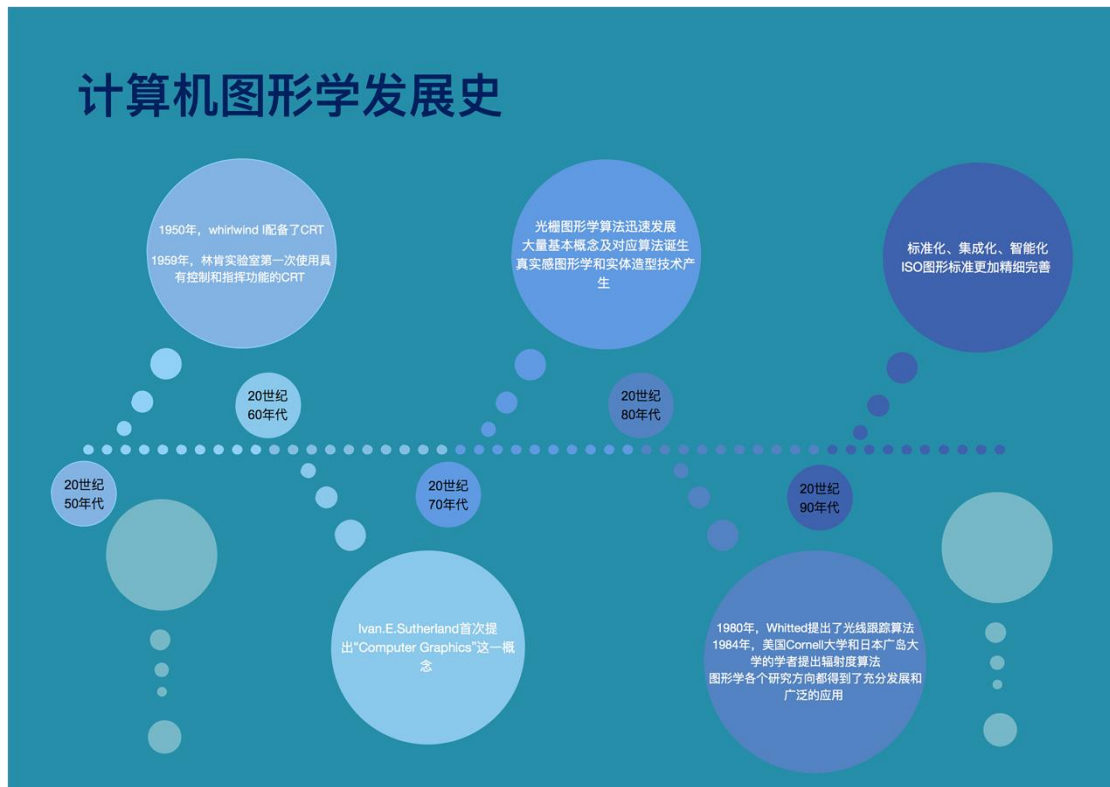 计算机图形学发展史
1950年，whirlwind I配备了CRT
1959年，林肯实验室第一次使用具
有控制和指挥功能的CRT
光栅图形学算法迅速发展
大量基本概念及对应算法诞生
真实感图形学和实体造型技术产
生
标准化、集成化、智能化
ISO图形标准更加精细完善
20世纪
60年代
20世纪
80年代
20世纪
50年代
20世纪
70年代
20世纪
90年代
Ivan.E.Sutherland首次提
出“Computer Graphics”这一概
念
1980年，Whitted提出了光线跟踪算法
1984年，美国Cornell大学和日本广岛大
学的学者提出辐射度算法
图形学各个研究方向都得到了充分发展和
广泛的应用